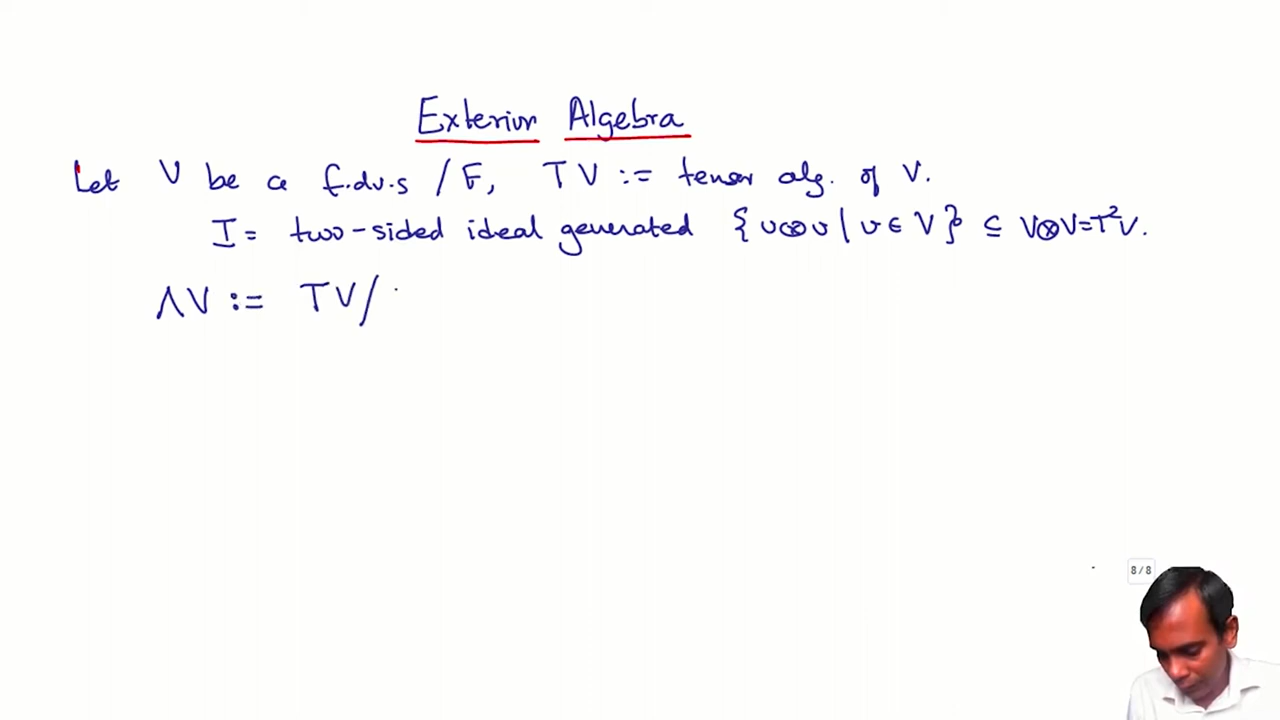 Exterior Algebra
Let V be a f.d.v.s / F, TV := tensor alg. of V.
I = two-sided ideal generated {v⊗v | v ∈ V} ⊆ V⊗V=T²V.
ΛV := TV/
8/8